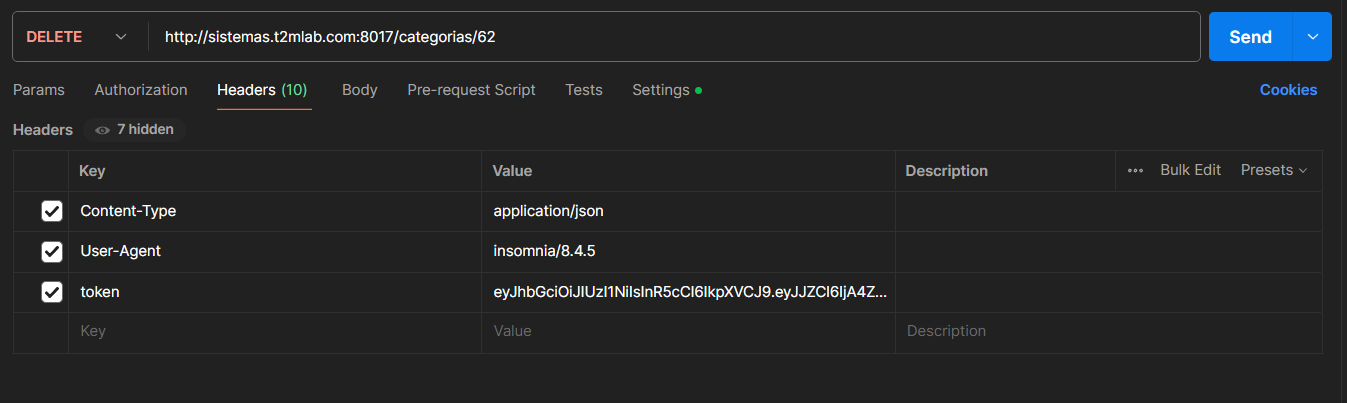 DELETE http://sistemas.t2mlab.com:8017/categorias/62 Send
Params Authorization Headers (10) Body Pre-request Script Tests Settings Cookies
Headers 7 hidden
Key Value Description Bulk Edit Presets
Content-Type application/json
User-Agent insomnia/8.4.5
token eyJhbGciOiJIUzI1NiIsInR5cCI6IkpXVCJ9.eyJJZCI6IjA4Z...
Key Value Description